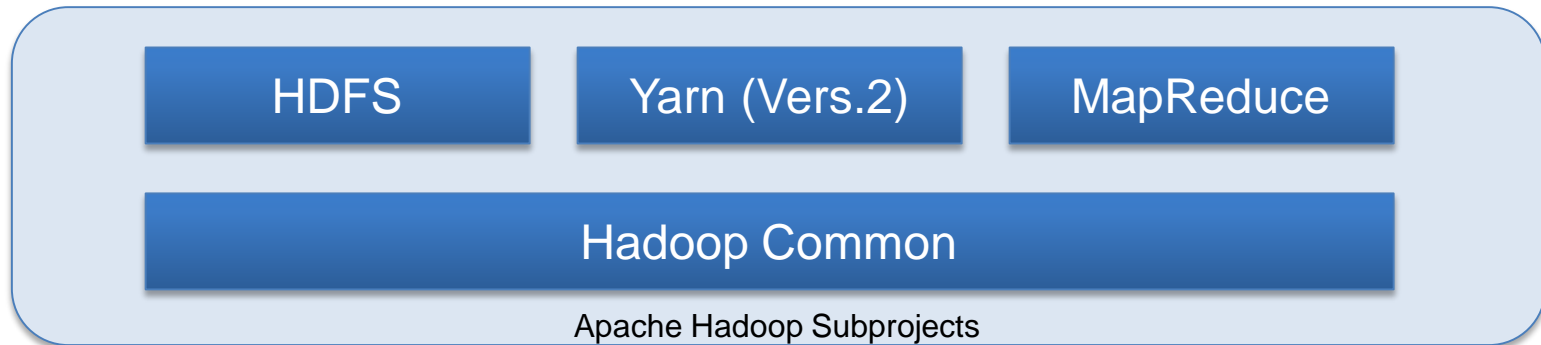 HDFS
Yarn (Vers.2)
MapReduce
Hadoop Common
Apache Hadoop Subprojects